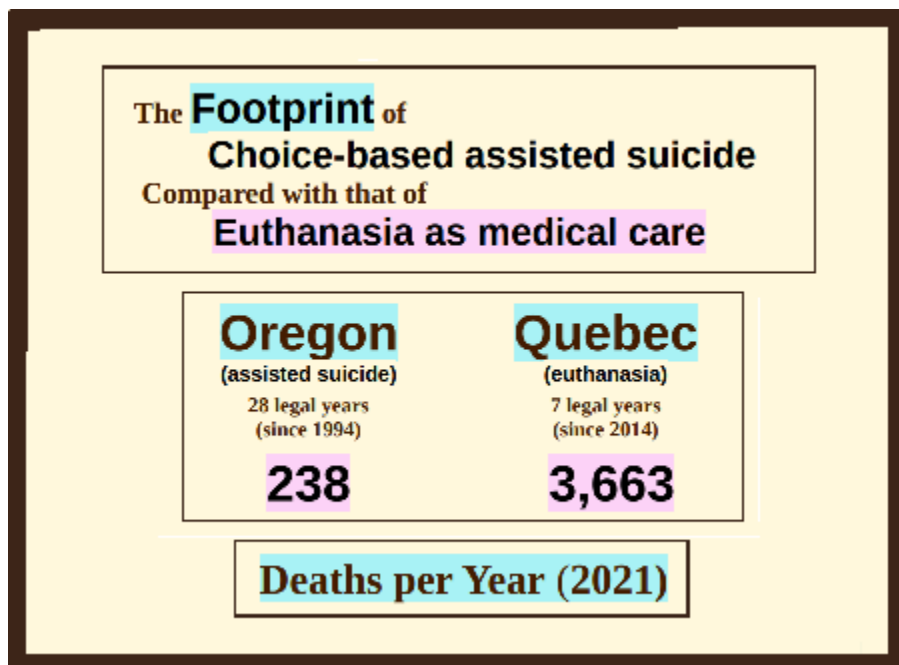 The Footprint of
Choice-based assisted suicide
Compared with that of
Euthanasia as medical care
Oregon
(assisted suicide)
28 legal years
(since 1994)
238
Quebec
(euthanasia)
7 legal years
(since 2014)
3,663
Deaths per Year (2021)